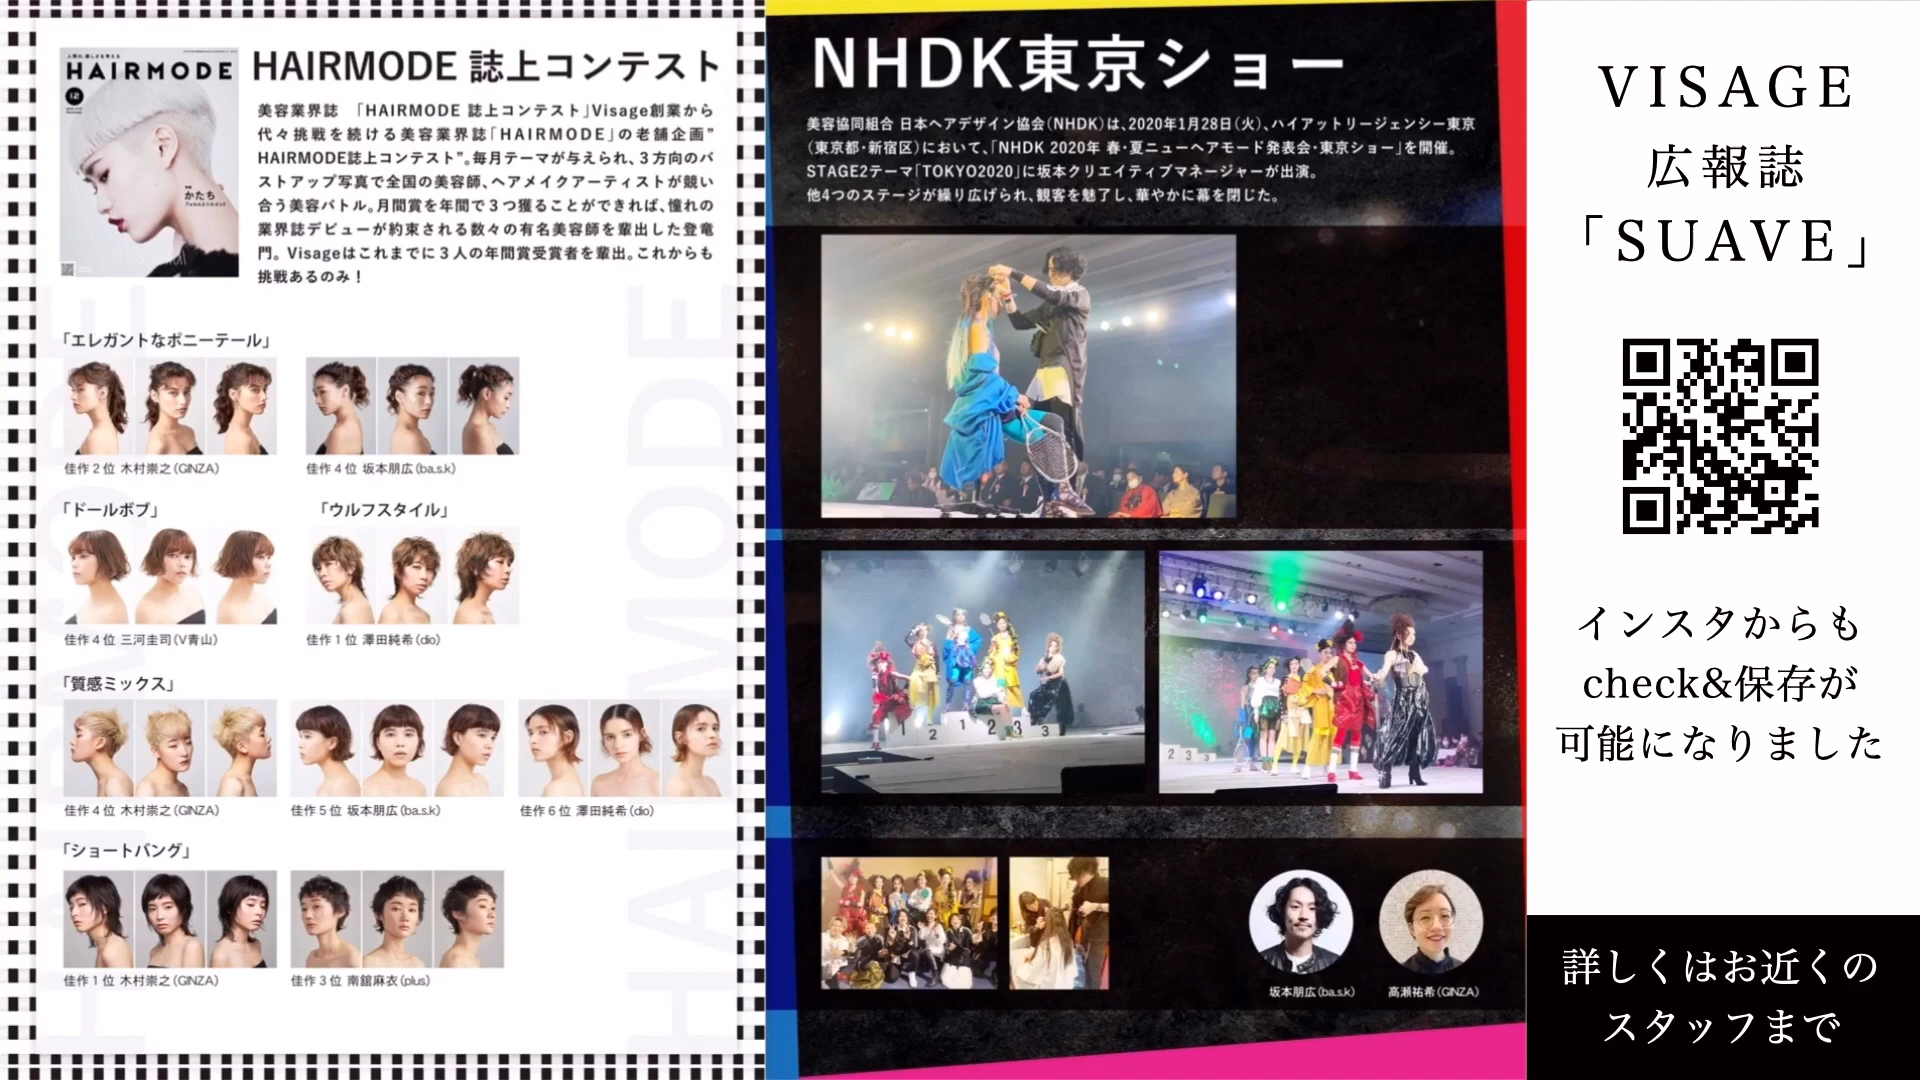 HAIRMODE
12
かたち
HAIRMODE 誌上コンテスト
美容業界誌 「HAIRMODE 誌上コンテスト」Visage創業から
代々挑戦を続ける美容業界誌「HAIRMODE」の老舗企画”
HAIRMODE誌上コンテスト”。毎月テーマが与えられ、3方向のバ
ストアップ写真で全国の美容師、ヘアメイクアーティストが競い
合う美容バトル。月間賞を年間で3つ獲ることができれば、憧れの
業界誌デビューが約束される数々の有名美容師を輩出した登竜
門。Visageはこれまでに3人の年間賞受賞者を輩出。これからも
挑戦あるのみ！
「エレガントなポニーテール」
佳作2位 木村崇之(GINZA)
佳作4位 坂本朋広(ba.s.k)
「ドールボブ」
「ウルフスタイル」
佳作4位 三河圭司(V青山)
佳作1位 澤田純希(dio)
「質感ミックス」
佳作4位 木村崇之(GINZA)
佳作5位 坂本朋広(ba.s.k)
佳作6位 澤田純希(dio)
「ショートバング」
佳作1位 木村崇之(GINZA)
佳作3位 南舘麻衣(plus)
HAIRMODE
HAIRMODE
NHDK東京ショー
美容協同組合 日本ヘアデザイン協会(NHDK)は、2020年1月28日(火)、ハイアットリージェンシー東京
(東京都・新宿区)において、「NHDK 2020年 春・夏ニューヘアモード発表会・東京ショー」を開催。
STAGE2テーマ「TOKYO2020」に坂本クリエイティブマネージャーが出演。
他4つのステージが繰り広げられ、観客を魅了し、華やかに幕を閉じた。
1 2 1 2 3 3
2 3 3
坂本朋広(ba.s.k)
高瀬祐希(GINZA)
VISAGE
広報誌
「SUAVE」
インスタからも
check&保存が
可能になりました
詳しくはお近くの
スタッフまで